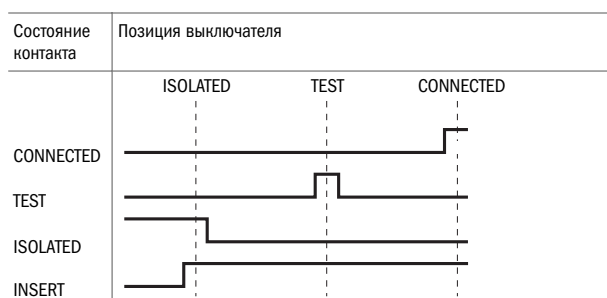 Состояние
контакта
Позиция выключателя
ISOLATED TEST CONNECTED
CONNECTED
TEST
ISOLATED
INSERT